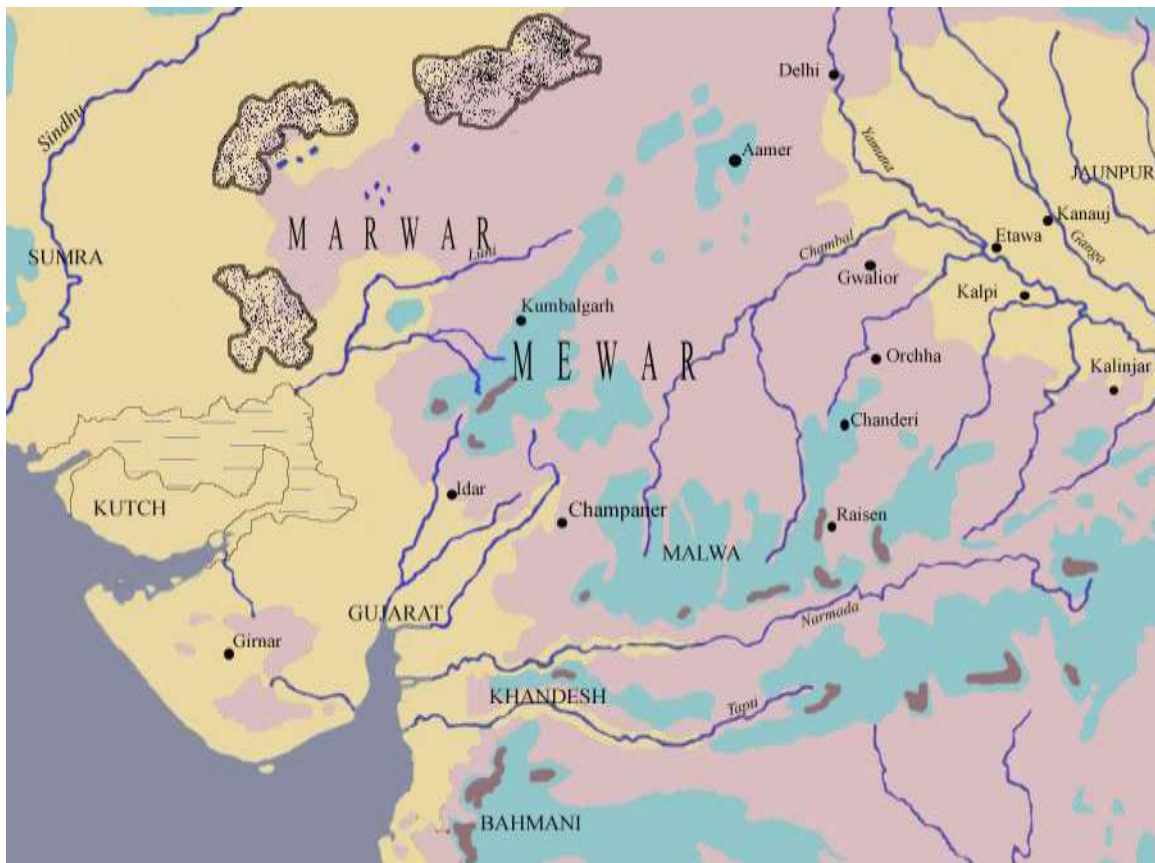 Delhi
Sindhu
Aamer
Yamuna
JAUNPUR
Kanauj
MARWAR
Etawa
Ganga
Chambal
Luni
SUMRA
Gwalior
Kalpi
Kumbalgarh
MEWAR
Orchha
Kalinjar
Chanderi
Idar
KUTCH
Champaner
Raisen
MALWA
GUJARAT
Narmada
Girnar
KHANDESH
Tapti
BAHMANI